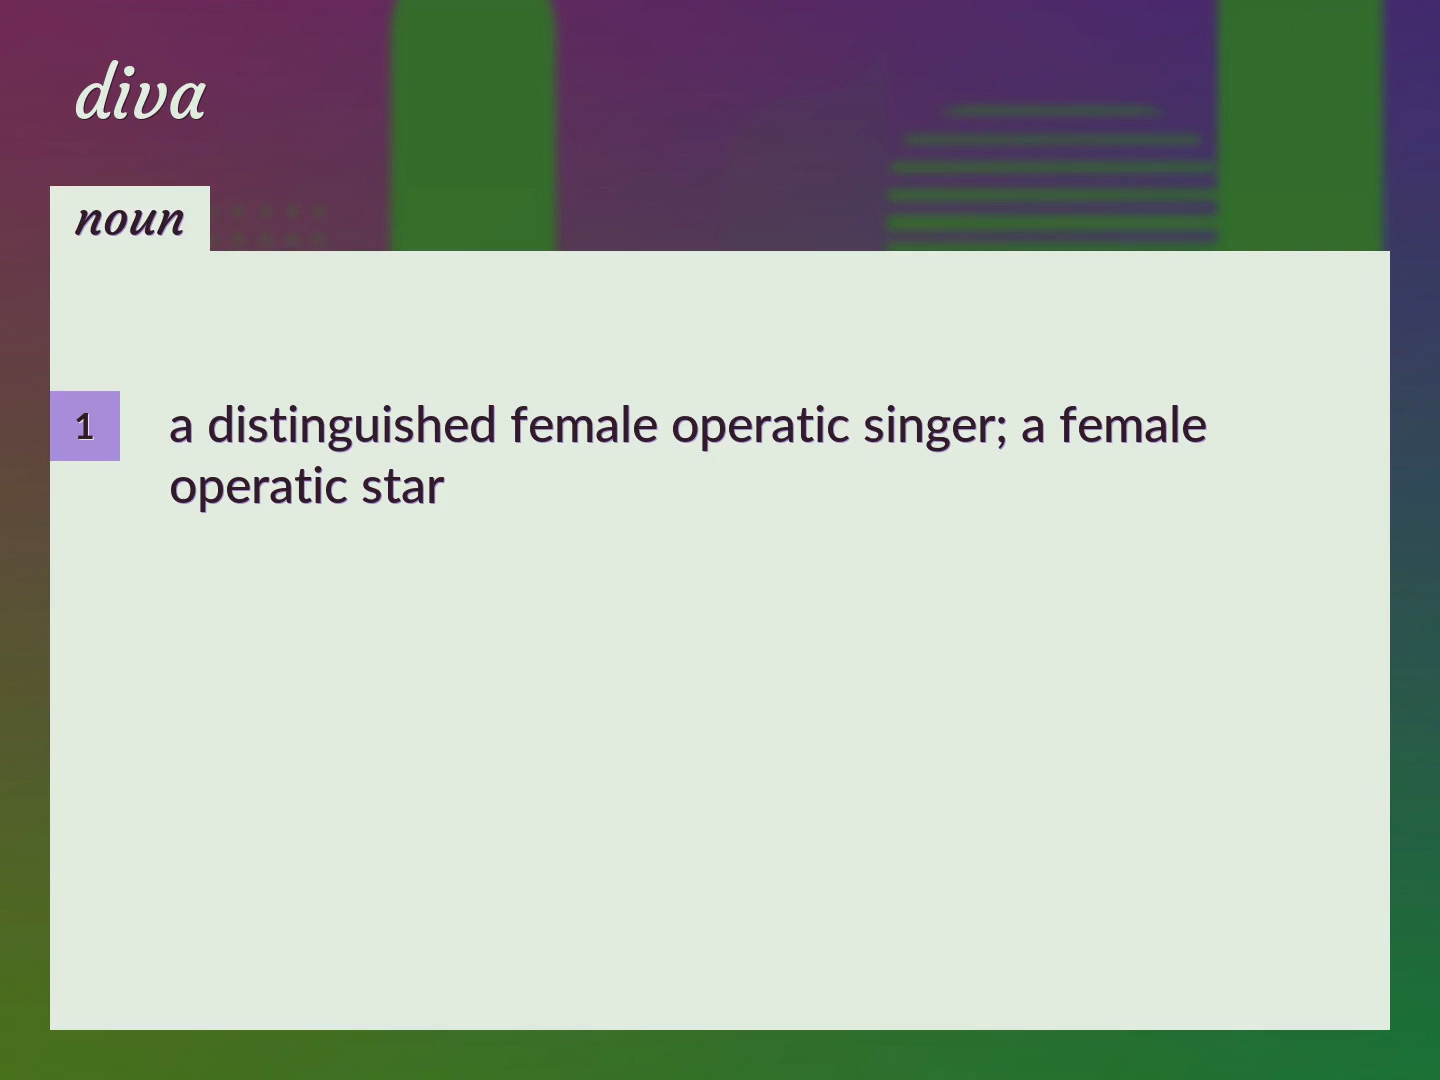 diva
noun
1
a distinguished female operatic singer; a female
operatic star